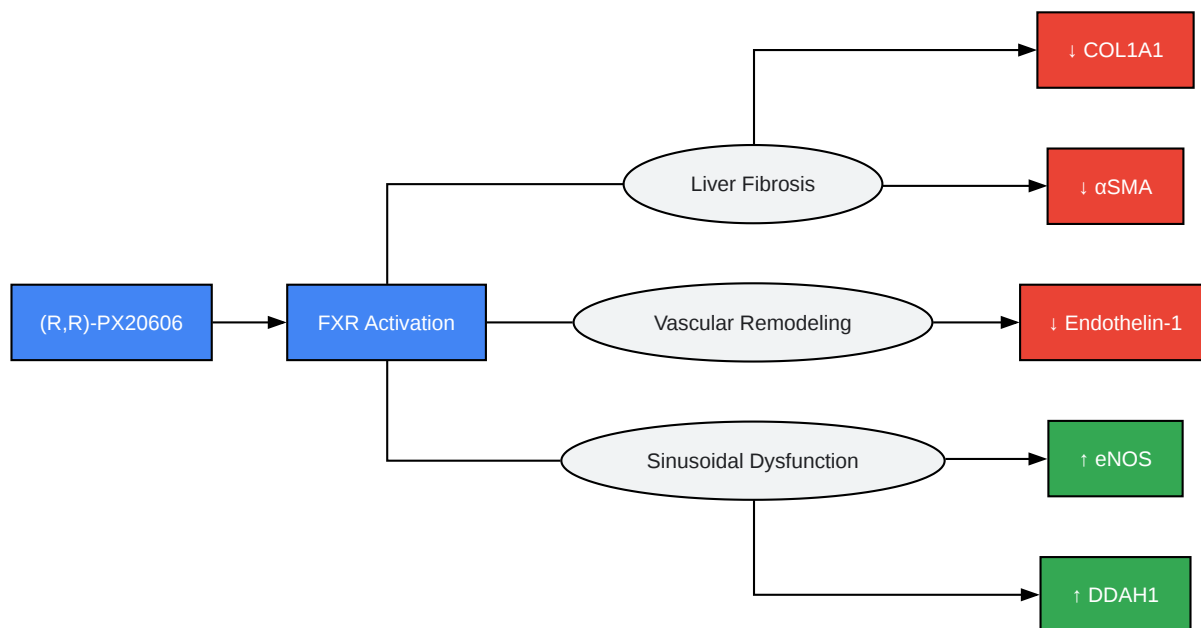 ↓ COL1A1
Liver Fibrosis
↓ αSMA
(R,R)-PX20606
FXR Activation
Vascular Remodeling
↓ Endothelin-1
Sinusoidal Dysfunction
↑ eNOS
↑ DDAH1